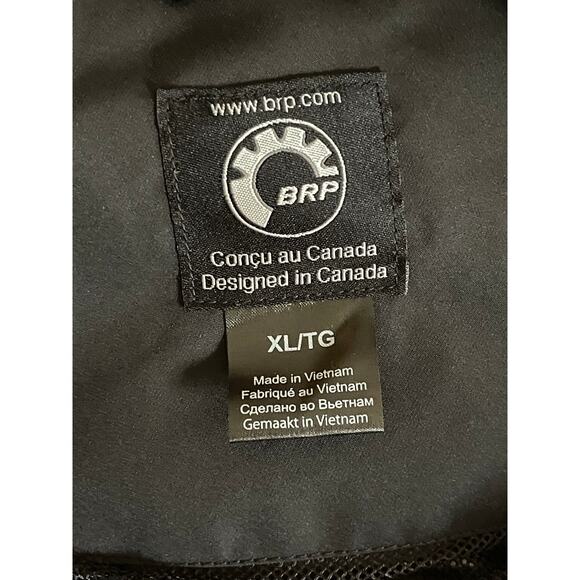 www.brp.com
BRP
Conçu au Canada
Designed in Canada
XL/TG
Made in Vietnam
Fabriqué au Vietnam
Сделано во Вьетнам
Gemaakt in Vietnam